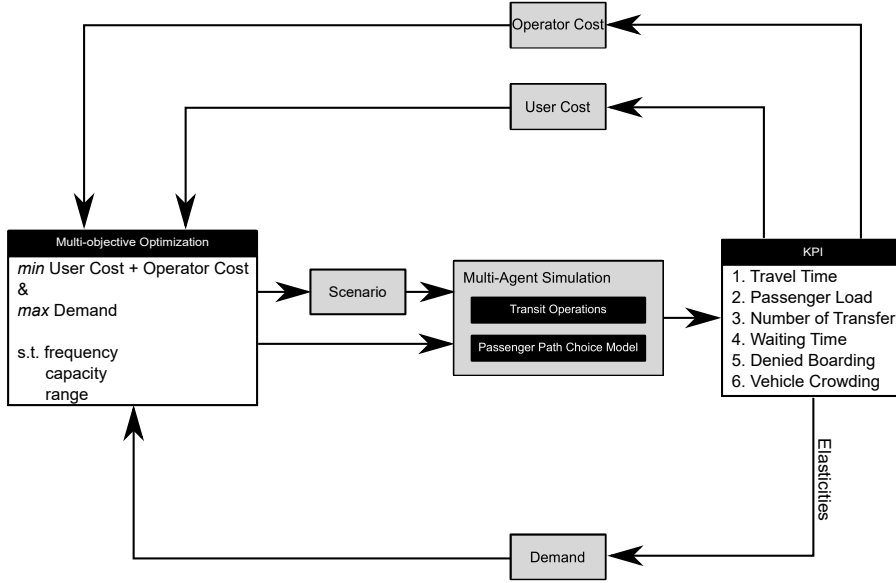 Operator Cost
User Cost
Multi-objective Optimization
min User Cost + Operator Cost
&
max Demand
s.t. frequency
capacity
range
Scenario
Multi-Agent Simulation
Transit Operations
Passenger Path Choice Model
KPI
1. Travel Time
2. Passenger Load
3. Number of Transfer
4. Waiting Time
5. Denied Boarding
6. Vehicle Crowding
Elasticities
Demand